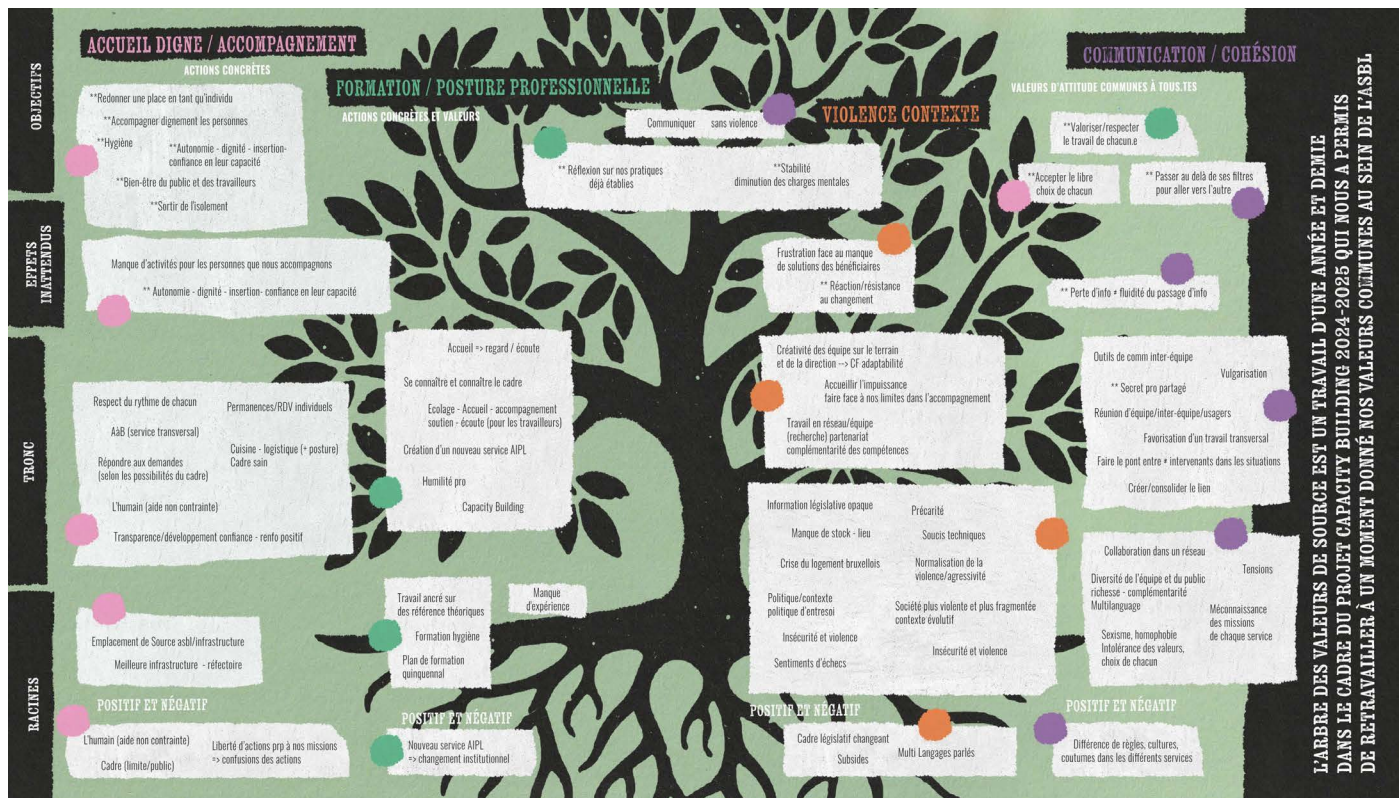 OBJECTIFS
ACCUEIL DIGNE / ACCOMPAGNEMENT
ACTIONS CONCRÈTES
**Redonner une place en tant qu'individu
**Accompagner dignement les personnes
**Hygiène
**Autonomie - dignité - insertion-
confiance en leur capacité
**Bien-être du public et des travailleurs
**Sortir de l'isolement
FORMATION / POSTURE PROFESSIONNELLE
ACTIONS CONCRÈTES ET VALEURS
Communiquer sans violence
** Réflexion sur nos pratiques
déjà établies
**Stabilité
diminution des charges mentales
VIOLENCE CONTEXTE
COMMUNICATION / COHÉSION
VALEURS D'ATTITUDE COMMUNES À TOUS.TES
**Valoriser/respecter
le travail de chacun.e
**Accepter le libre
choix de chacun
** Passer au delà de ses filtres
pour aller vers l'autre
EFFETS
INATTENDUS
Manque d'activités pour les personnes que nous accompagnons
** Autonomie - dignité - insertion- confiance en leur capacité
Frustration face au manque
de solutions des bénéficiaires
** Réaction/résistance
au changement
** Perte d'info ≠ fluidité du passage d'info
TRONC
Respect du rythme de chacun
Permanences/RDV individuels
AàB (service transversal)
Cuisine - logistique (+ posture)
Cadre sain
Répondre aux demandes
(selon les possibilités du cadre)
L'humain (aide non contrainte)
Transparence/développement confiance - renfo positif
Accueil => regard / écoute
Se connaître et connaître le cadre
Ecolage - Accueil - accompagnement
soutien - écoute (pour les travailleurs)
Création d'un nouveau service AIPL
Humilité pro
Capacity Building
Créativité des équipe sur le terrain
et de la direction --> CF adaptabilité
Accueillir l'impuissance
faire face à nos limites dans l'accompagnement
Travail en réseau/équipe
(recherche) partenariat
complémentarité des compétences
Outils de comm inter-équipe
Vulgarisation
** Secret pro partagé
Réunion d'équipe/inter-équipe/usagers
Favorisation d'un travail transversal
Faire le pont entre ≠ intervenants dans les situations
Créer/consolider le lien
RACINES
Emplacement de Source asbl/infrastructure
Meilleure infrastructure - réfectoire
POSITIF ET NÉGATIF
L'humain (aide non contrainte)
Cadre (limite/public)
Liberté d'actions prp à nos missions
=> confusions des actions
Travail ancré sur
des référence théoriques
Formation hygiène
Plan de formation
quinquennal
Manque
d'expérience
POSITIF ET NÉGATIF
Nouveau service AIPL
=> changement institutionnel
Information législative opaque
Précarité
Manque de stock - lieu
Soucis techniques
Crise du logement bruxellois
Normalisation de la
violence/agressivité
Politique/contexte
politique d'entresoi
Société plus violente et plus fragmentée
contexte évolutif
Insécurité et violence
Insécurité et violence
Sentiments d'échecs
POSITIF ET NÉGATIF
Cadre législatif changeant
Subsides
Multi Langages parlés
Collaboration dans un réseau
Tensions
Diversité de l'équipe et du public
richesse - complémentarité
Multilanguage
Méconnaissance
des missions
de chaque service
Sexisme, homophobie
Intolérance des valeurs,
choix de chacun
POSITIF ET NÉGATIF
Différence de règles, cultures,
coutumes dans les différents services
L'ARBRE DES VALEURS DE SOURCE EST UN TRAVAIL D'UNE ANNÉE ET DEMIE
DANS LE CADRE DU PROJET CAPACITY BUILDING 2024-2025 QUI NOUS A PERMIS
DE RETRAVAILLER À UN MOMENT DONNÉ NOS VALEURS COMMUNES AU SEIN DE L'ASBL